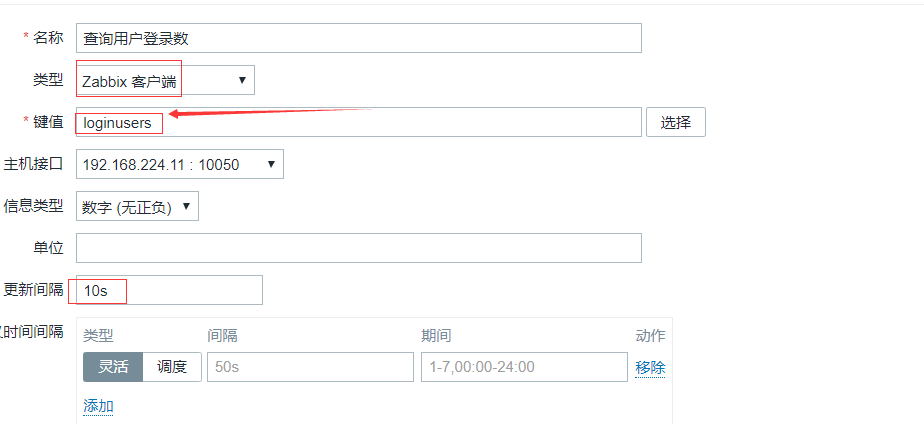 * 名称 查询用户登录数
类型 Zabbix 客户端
* 键值 loginusers 选择
主机接口 192.168.224.11 : 10050
信息类型 数字 (无正负)
单位
更新间隔 10s
时间间隔 类型 间隔 期间 动作
灵活 调度 50s 1-7,00:00-24:00 移除
添加